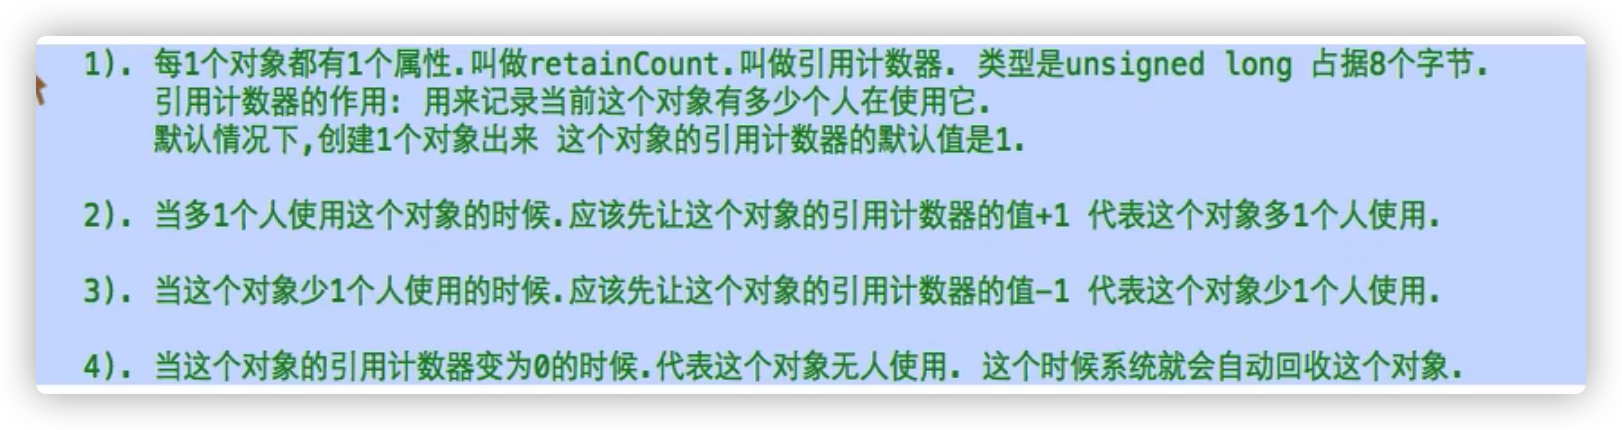 1). 每1个对象都有1个属性.叫做retainCount.叫做引用计数器. 类型是unsigned long 占据8个字节.
引用计数器的作用: 用来记录当前这个对象有多少个人在使用它.
默认情况下,创建1个对象出来 这个对象的引用计数器的默认值是1.
2). 当多1个人使用这个对象的时候.应该先让这个对象的引用计数器的值+1 代表这个对象多1个人使用.
3). 当这个对象少1个人使用的时候.应该先让这个对象的引用计数器的值-1 代表这个对象少1个人使用.
4). 当这个对象的引用计数器变为0的时候.代表这个对象无人使用. 这个时候系统就会自动回收这个对象.